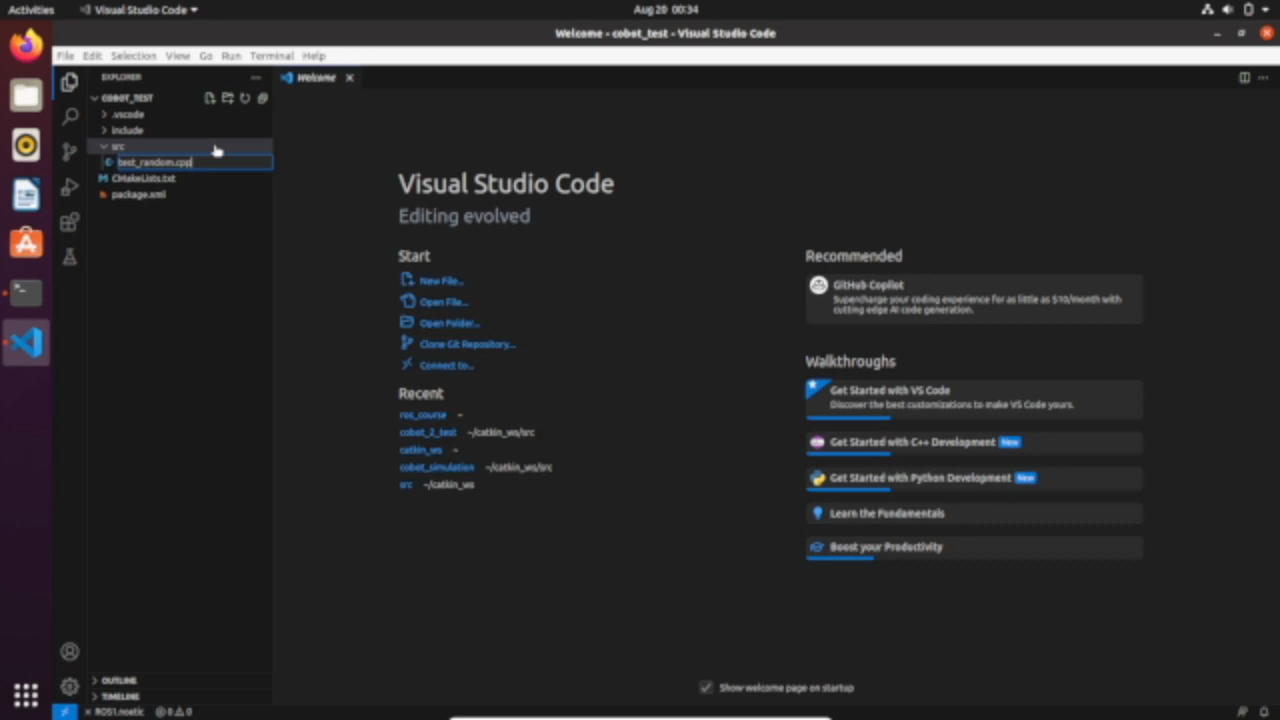 Activities
Visual Studio Code
Aug 20 00:34
Welcome - cobot_test - Visual Studio Code
File Edit Selection View Go Run Terminal Help
EXPLORER
Welcome
COBOT_TEST
.vscode
include
src
test_random.cpp
CMakeLists.txt
package.xml
Visual Studio Code
Editing evolved
Start
New File...
Open File...
Open Folder...
Clone Git Repository...
Connect to...
Recent
ros_course ~
cobot_2_test ~/catkin_ws/src
catkin_ws ~
cobot_simulation ~/catkin_ws/src
src ~/catkin_ws
Recommended
GitHub Copilot
Supercharge your coding experience for as little as $10/month with
cutting edge AI code generation.
Walkthroughs
Get Started with VS Code
Discover the best customizations to make VS Code yours.
Get Started with C++ Development New
Get Started with Python Development New
Learn the Fundamentals
Boost your Productivity
Show welcome page on startup
OUTLINE
TIMELINE
ROS1.noetic
0 0